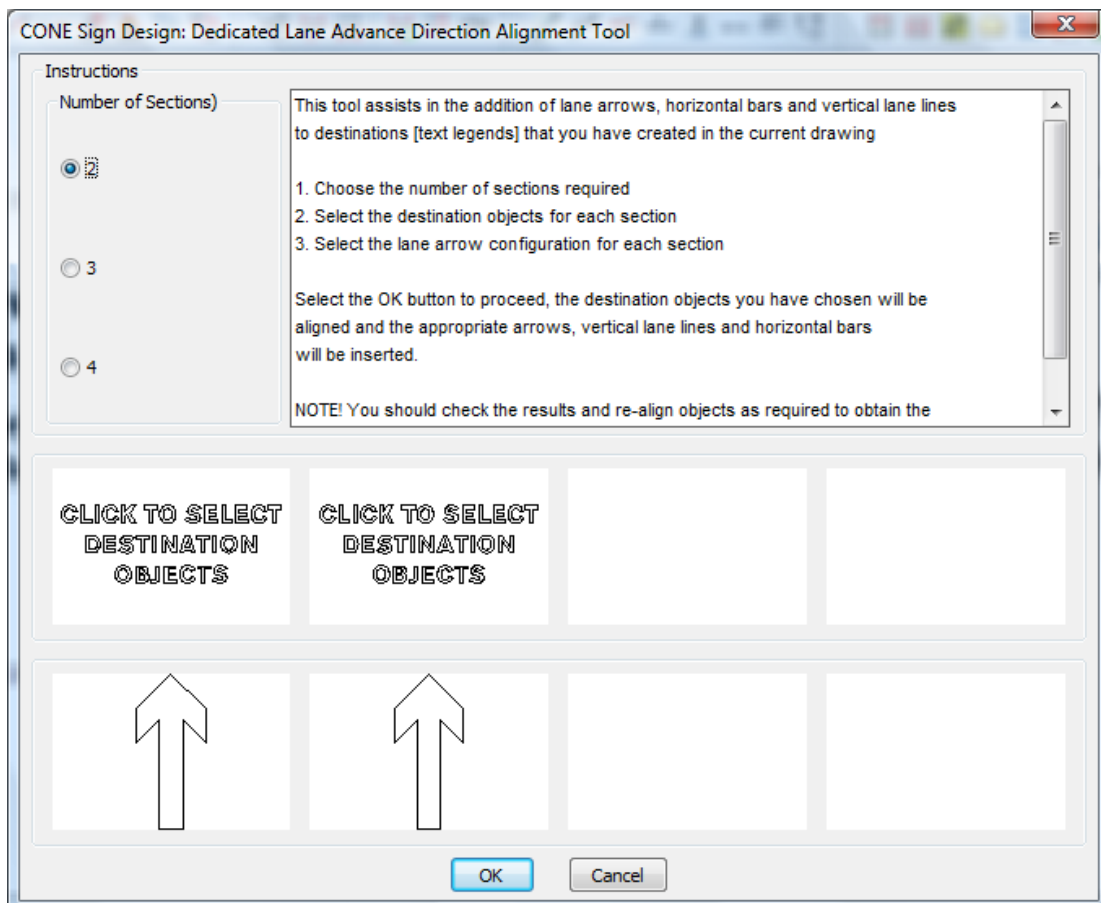 CONE Sign Design: Dedicated Lane Advance Direction Alignment Tool
Instructions
Number of Sections)
2
3
4
This tool assists in the addition of lane arrows, horizontal bars and vertical lane lines
to destinations [text legends] that you have created in the current drawing
1. Choose the number of sections required
2. Select the destination objects for each section
3. Select the lane arrow configuration for each section
Select the OK button to proceed, the destination objects you have chosen will be
aligned and the appropriate arrows, vertical lane lines and horizontal bars
will be inserted.
NOTE! You should check the results and re-align objects as required to obtain the
CLICK TO SELECT
DESTINATION
OBJECTS
CLICK TO SELECT
DESTINATION
OBJECTS
OK
Cancel